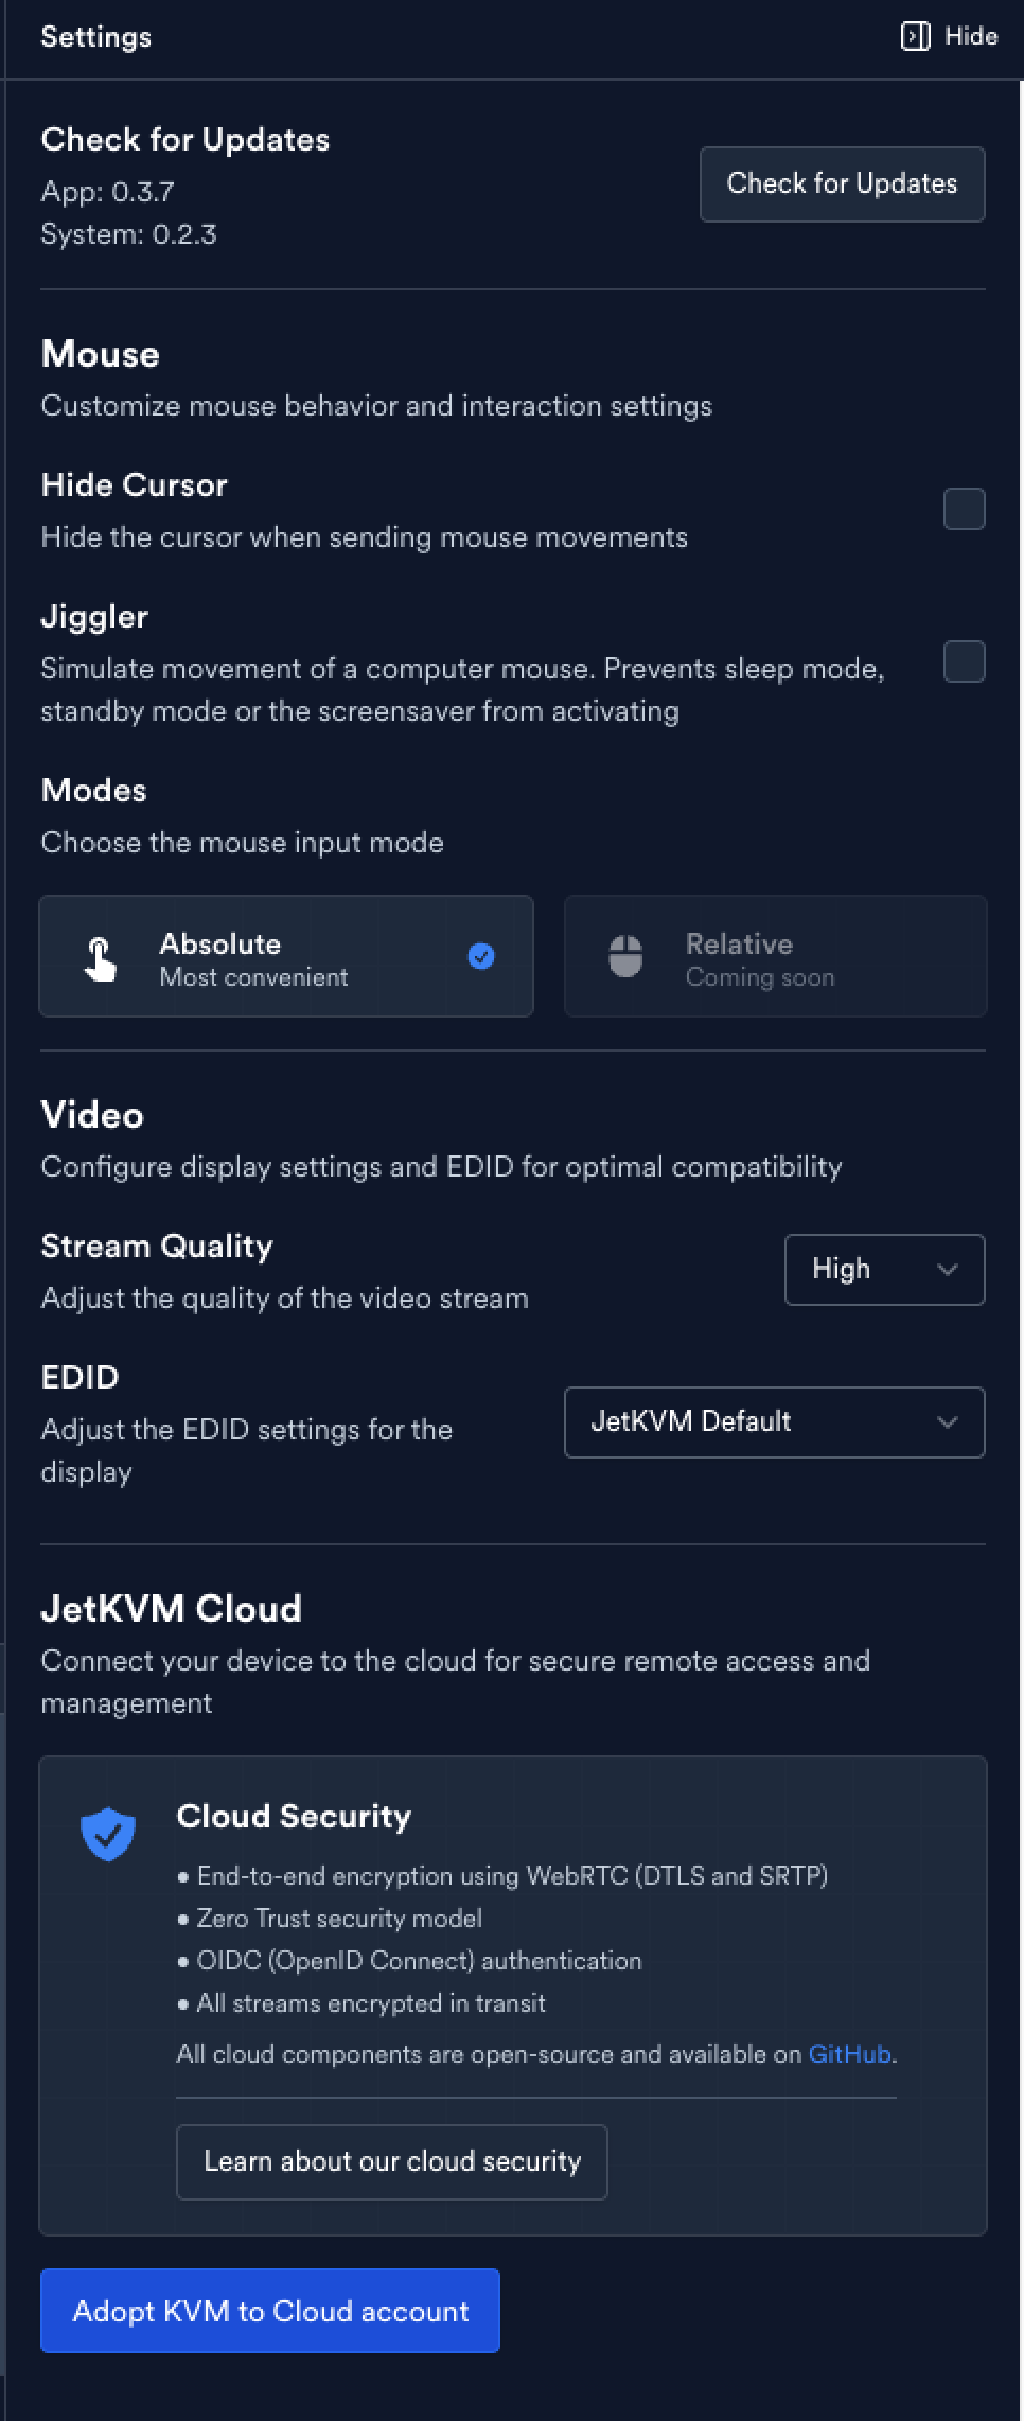 Settings
Hide
Check for Updates
App: 0.3.7
System: 0.2.3
Check for Updates
Mouse
Customize mouse behavior and interaction settings
Hide Cursor
Hide the cursor when sending mouse movements
Jiggler
Simulate movement of a computer mouse. Prevents sleep mode,
standby mode or the screensaver from activating
Modes
Choose the mouse input mode
Absolute
Most convenient
Relative
Coming soon
Video
Configure display settings and EDID for optimal compatibility
Stream Quality
Adjust the quality of the video stream
High
EDID
Adjust the EDID settings for the
display
JetKVM Default
JetKVM Cloud
Connect your device to the cloud for secure remote access and
management
Cloud Security
• End-to-end encryption using WebRTC (DTLS and SRTP)
• Zero Trust security model
• OIDC (OpenID Connect) authentication
• All streams encrypted in transit
All cloud components are open-source and available on GitHub.
Learn about our cloud security
Adopt KVM to Cloud account